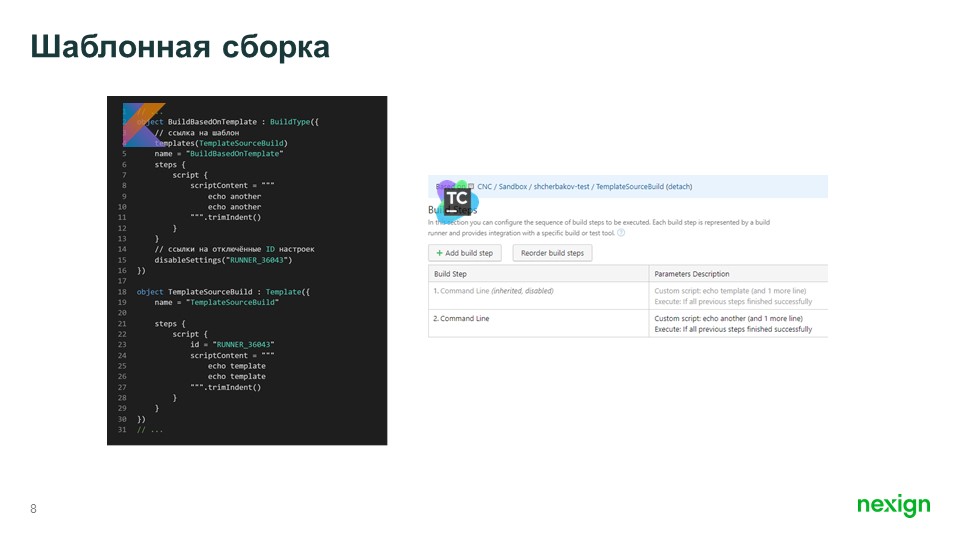 Шаблонная сборка
// ...
object BuildBasedOnTemplate : BuildType({
// ссылка на шаблон
templates(TemplateSourceBuild)
5 name = "BuildBasedOnTemplate"
6 steps {
7 script {
8 scriptContent = """
9 echo another
10 echo another
11 """.trimIndent()
12 }
13 }
14 // ссылки на отключённые ID настроек
15 disableSettings("RUNNER_36043")
16 })
17
18 object TemplateSourceBuild : Template({
19 name = "TemplateSourceBuild"
20
21 steps {
22 script {
23 id = "RUNNER_36043"
24 scriptContent = """
25 echo template
26 echo template
27 """.trimIndent()
28 }
29 }
30 })
31 // ...
TC
CNC / Sandbox / shcherbakov-test / TemplateSourceBuild (detach)
Build Steps
In this section you can configure the sequence of build steps to be executed. Each build step is represented by a build
runner and provides integration with a specific build or test tool. ?
+ Add build step Reorder build steps
Build Step Parameters Description
1. Command Line (inherited, disabled) Custom script: echo template (and 1 more line)
Execute: If all previous steps finished successfully
2. Command Line Custom script: echo another (and 1 more line)
Execute: If all previous steps finished successfully
8
nexign